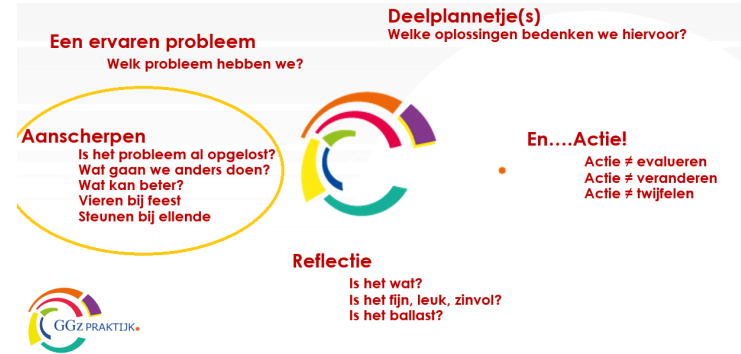 Een ervaren probleem
Welk probleem hebben we?
Deelplannetje(s)
Welke oplossingen bedenken we hiervoor?
En....Actie!
Actie ≠ evalueren
Actie ≠ veranderen
Actie ≠ twijfelen
Reflectie
Is het wat?
Is het fijn, leuk, zinvol?
Is het ballast?
Aanscherpen
Is het probleem al opgelost?
Wat gaan we anders doen?
Wat kan beter?
Vieren bij feest
Steunen bij ellende
GGZ PRAKTIJK.